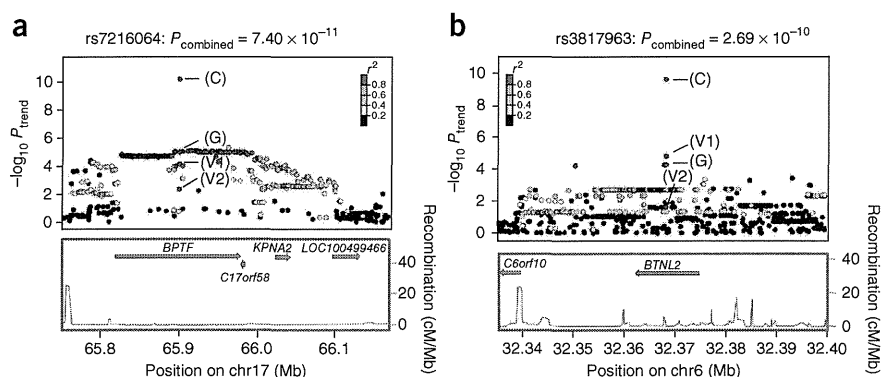 a
rs7216064: P combined = 7.40 × 10−11
−log10 Ptrend
10
8
6
4
2
0
(C)
(G)
(V1)
(V2)
r2
0.8
0.6
0.4
0.2
BPTF
KPNA2
LOC100499466
C17orf58
40
20
0
Recombination (cM/Mb)
65.8
65.9
66.0
66.1
Position on chr17 (Mb)
b
rs3817963: P combined = 2.69 × 10−10
−log10 Ptrend
10
8
6
4
2
0
(C)
(V1)
(G)
(V2)
r2
0.8
0.6
0.4
0.2
C6orf10
BTNL2
40
20
0
Recombination (cM/Mb)
32.34
32.35
32.36
32.37
32.38
32.39
32.40
Position on chr6 (Mb)